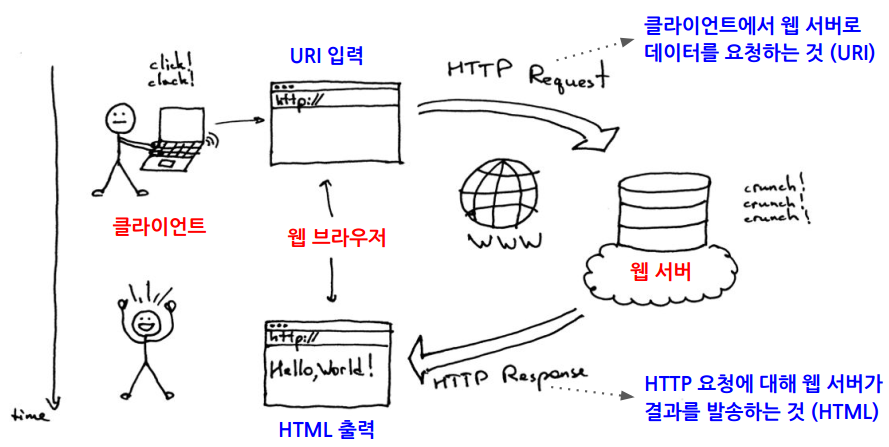 클라이언트에서 웹 서버로
데이터를 요청하는 것 (URI)
URI 입력
click!
clack!
HTTP Request
http://
crunch!
crunch!
crunch!
클라이언트
웹 브라우저
WWW
웹 서버
http://
Hello, World!
HTTP Response
HTTP 요청에 대해 웹 서버가
결과를 발송하는 것 (HTML)
time
HTML 출력